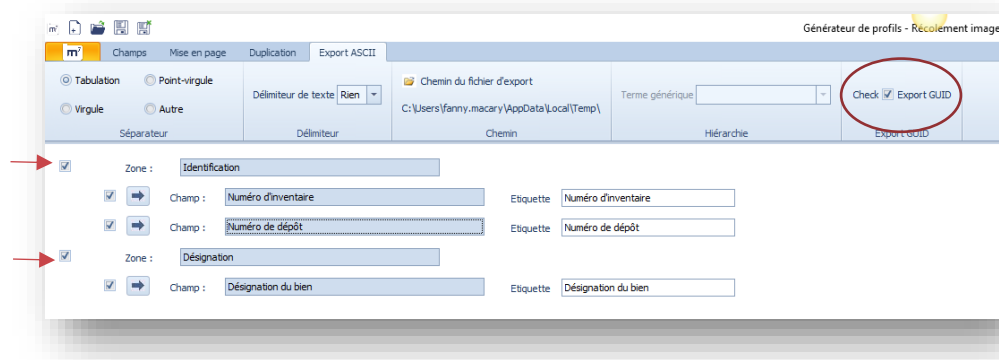 Générateur de profils - Récolement image
m7 Champs Mise en page Duplication Export ASCII
Tabulation Point-virgule Délimiteur de texte Rien Chemin du fichier d'export Terme générique Check Export GUID
Virgule Autre C:\Users\fanny.macary\AppData\Local\Temp\
Séparateur Délimiteur Chemin Hiérarchie Export GUID
Zone : Identification
Champ : Numéro d'inventaire Etiquette Numéro d'inventaire
Champ : Numéro de dépôt Etiquette Numéro de dépôt
Zone : Désignation
Champ : Désignation du bien Etiquette Désignation du bien